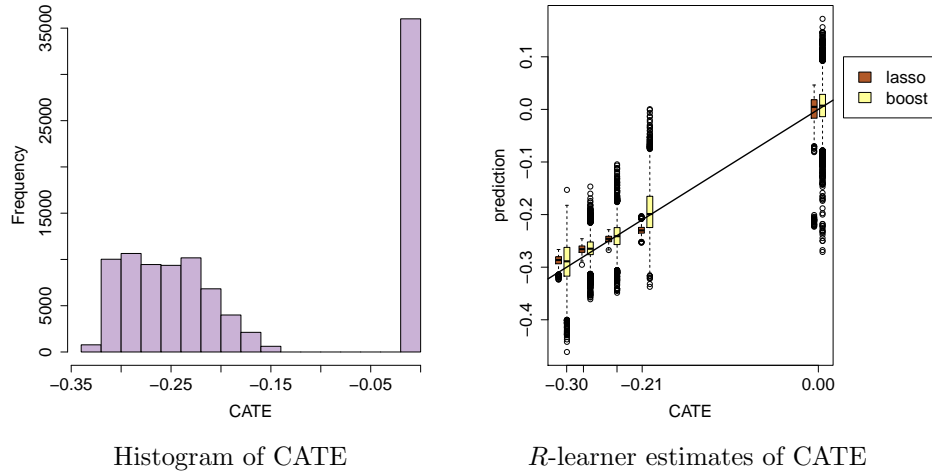 Frequency
35000
25000
15000
5000
0
−0.35
−0.25
−0.15
−0.05
CATE
Histogram of CATE
prediction
0.1
0.0
−0.1
−0.2
−0.3
−0.4
−0.30
−0.21
0.00
CATE
lasso
boost
R-learner estimates of CATE